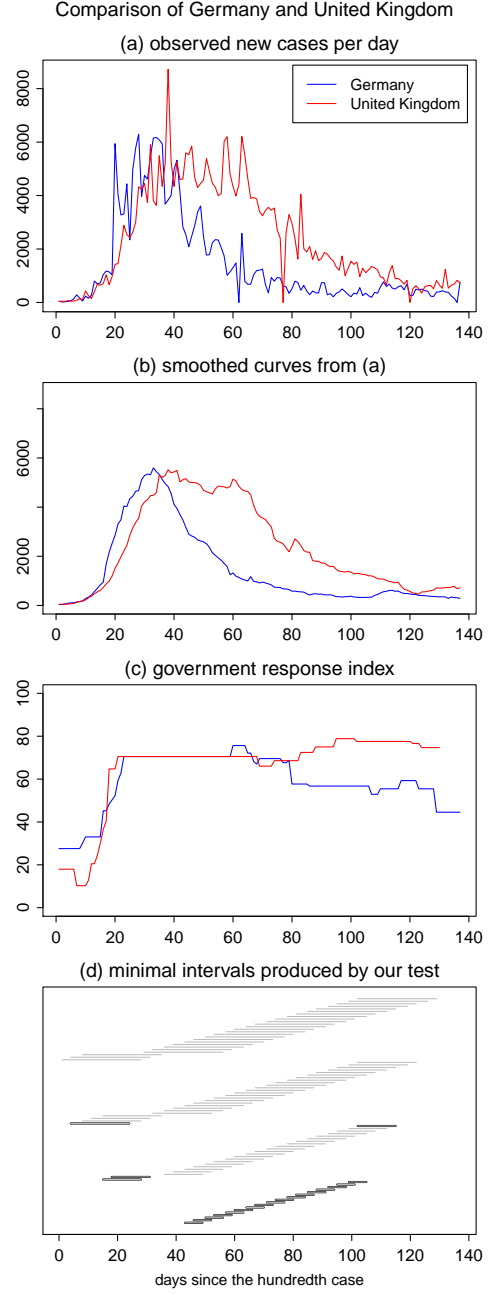 Comparison of Germany and United Kingdom
(a) observed new cases per day
Germany
United Kingdom
0 2000 4000 6000 8000
0 20 40 60 80 100 120 140
(b) smoothed curves from (a)
0 2000 6000
0 20 40 60 80 100 120 140
(c) government response index
0 20 40 60 80 100
0 20 40 60 80 100 120 140
(d) minimal intervals produced by our test
0 20 40 60 80 100 120 140
days since the hundredth case